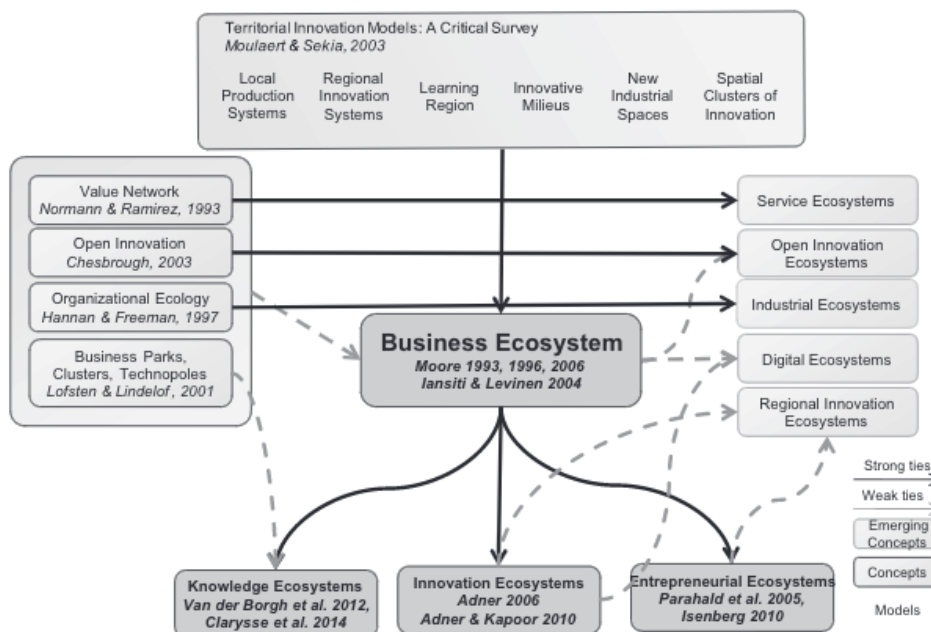 Territorial Innovation Models: A Critical Survey
Moulaert & Sekia, 2003
Local
Production
Systems
Regional
Innovation
Systems
Learning
Region
Innovative
Milieus
New
Industrial
Spaces
Spatial
Clusters of
Innovation
Value Network
Normann & Ramirez, 1993
Open Innovation
Chesbrough, 2003
Organizational Ecology
Hannan & Freeman, 1997
Business Parks,
Clusters, Technopoles
Lofsten & Lindelof, 2001
Business Ecosystem
Moore 1993, 1996, 2006
Iansiti & Levinen 2004
Service Ecosystems
Open Innovation
Ecosystems
Industrial Ecosystems
Digital Ecosystems
Regional Innovation
Ecosystems
Strong ties
Weak ties
Emerging
Concepts
Concepts
Models
Knowledge Ecosystems
Van der Borgh et al. 2012,
Clarysse et al. 2014
Innovation Ecosystems
Adner 2006
Adner & Kapoor 2010
Entrepreneurial Ecosystems
Parahald et al. 2005,
Isenberg 2010